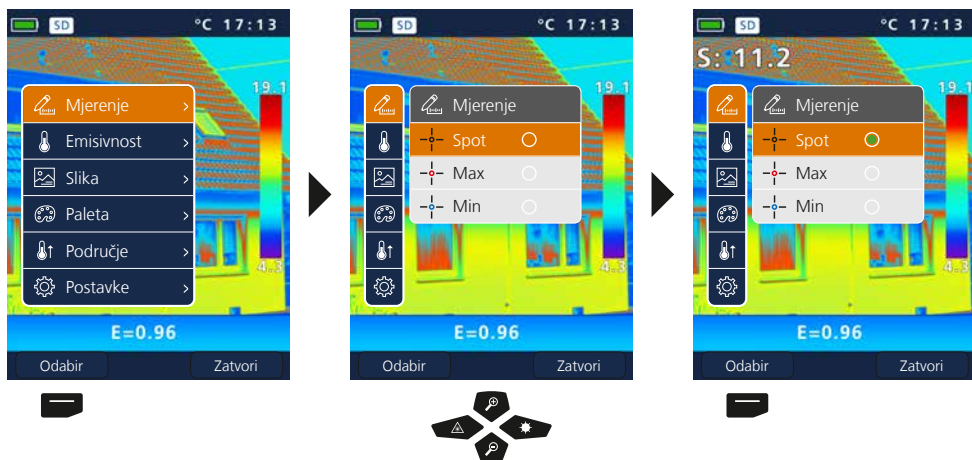 SD °C 17:13
19.1
Mjerenje
Emisivnost
Slika
Paleta
Područje
Postavke
4.3
E=0.96
Odabir Zatvori
SD °C 17:13
19.1
Mjerenje
Spot
Max
Min
4.3
E=0.96
Odabir Zatvori
SD °C 17:13
S: 11.2
19.1
Mjerenje
Spot
Max
Min
4.3
E=0.96
Odabir Zatvori